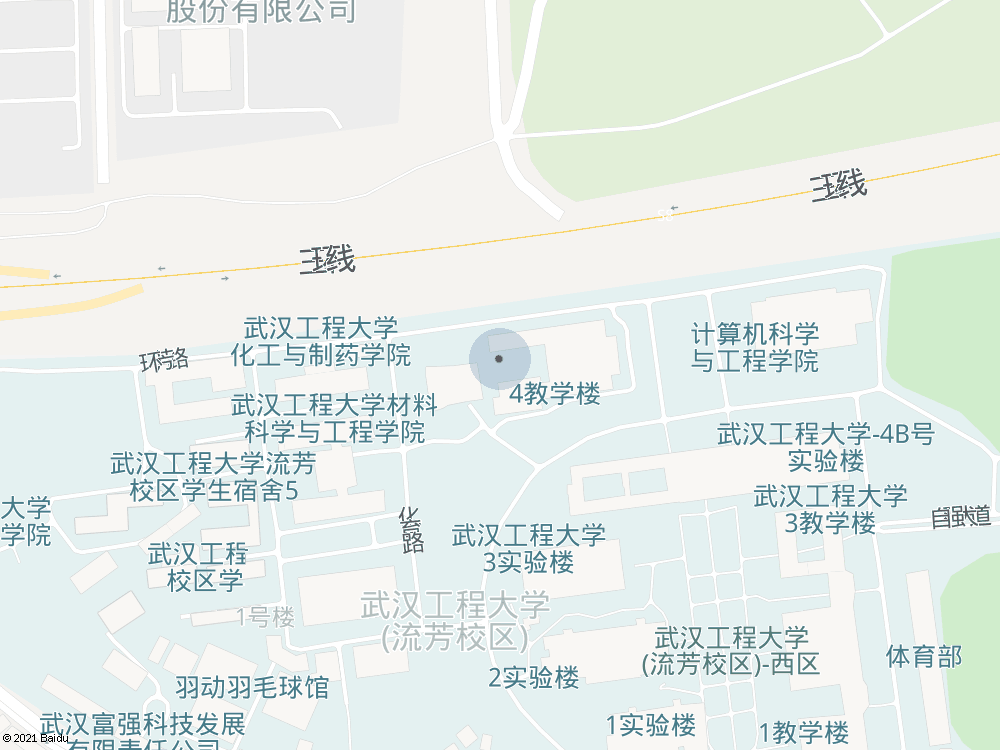 股份有限公司
三环线
三环线
武汉工程大学
化工与制药学院
环路
计算机科学
与工程学院
4教学楼
武汉工程大学材料
科学与工程学院
武汉工程大学-4B号
实验楼
武汉工程大学流芳
校区学生宿舍5
武汉工程大学
3教学楼
大学
学院
自强大道
化育路
武汉工程大学
3实验楼
武汉工程
校区学
1号楼
武汉工程大学
(流芳校区)
武汉工程大学
(流芳校区)-西区
体育部
2实验楼
羽动羽毛球馆
武汉富强科技发展
有限责任公司
1实验楼
1教学楼
© 2021 Baidu